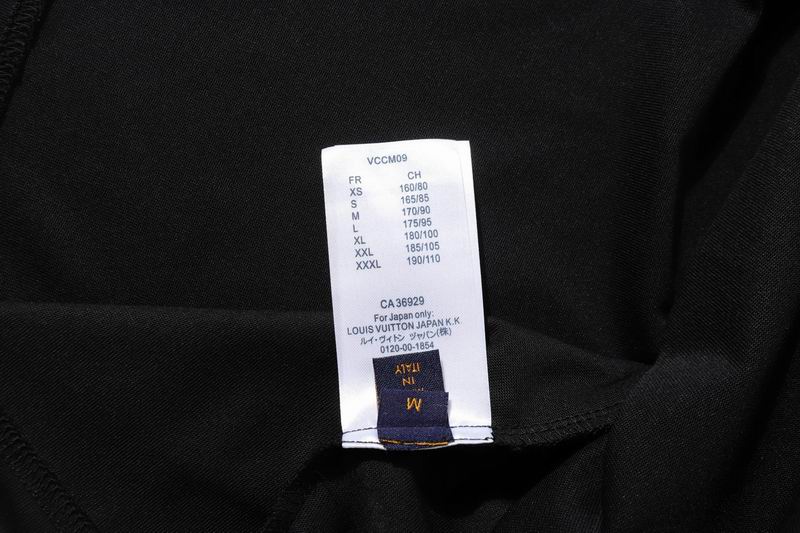 VCCM09
FR CH
XS 160/80
S 165/85
M 170/90
L 175/95
XL 180/100
XXL 185/105
XXXL 190/110
CA36929
For Japan only:
LOUIS VUITTON JAPAN K.K
ルイ・ヴィトン ジャパン(株)
0120-00-1854
IN
ITALY
M